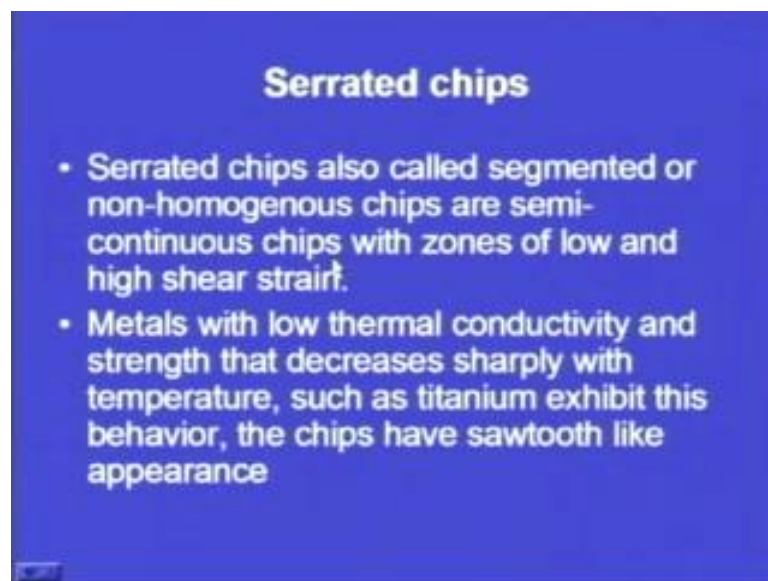 Serrated chips
• Serrated chips also called segmented or
non-homogenous chips are semi-
continuous chips with zones of low and
high shear strain.
• Metals with low thermal conductivity and
strength that decreases sharply with
temperature, such as titanium exhibit this
behavior, the chips have sawtooth like
appearance